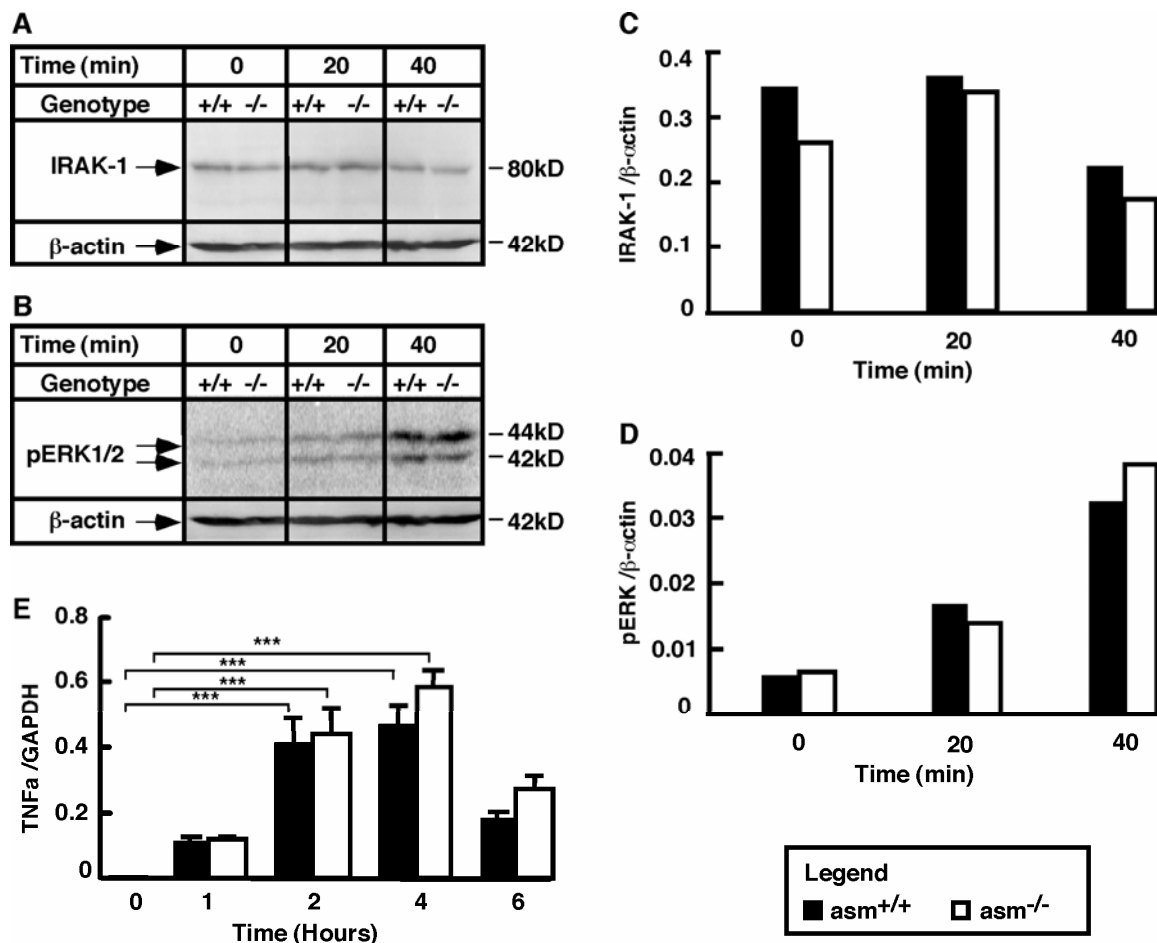 A
Time (min) 0 20 40
Genotype +/+ -/- +/+ -/- +/+ -/-
IRAK-1 80kD
β-actin 42kD
B
Time (min) 0 20 40
Genotype +/+ -/- +/+ -/- +/+ -/-
pERK1/2 44kD
42kD
β-actin 42kD
C
IRAK-1 /β-αctin
0.4
0.3
0.2
0.1
0
0 20 40
Time (min)
D
pERK /β-αctin
0.04
0.03
0.02
0.01
0
0 20 40
Time (min)
E
TNFa /GAPDH
0.8
0.6
0.4
0.2
0
***
***
***
***
0 1 2 4 6
Time (Hours)
Legend
asm+/+ asm-/-